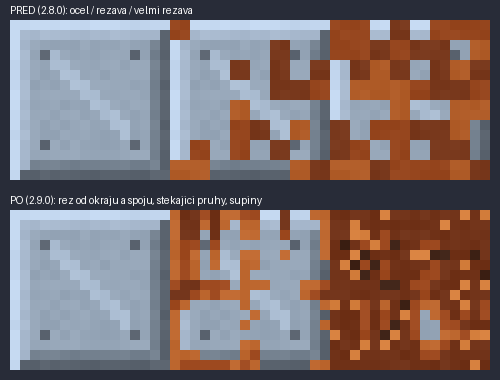 PRED (2.8.0): ocel / rezava / velmi rezava
PO (2.9.0): rez od okraju a spoju, stekajici pruhy, supiny